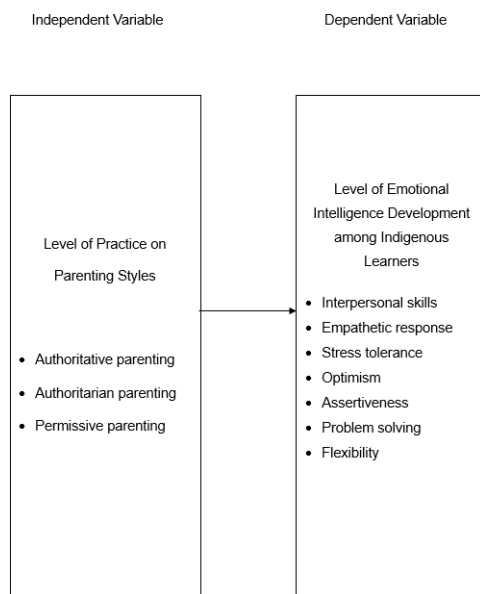 Independent Variable
Dependent Variable
Level of Practice on
Parenting Styles
• Authoritative parenting
• Authoritarian parenting
• Permissive parenting
Level of Emotional
Intelligence Development
among Indigenous
Learners
• Interpersonal skills
• Empathetic response
• Stress tolerance
• Optimism
• Assertiveness
• Problem solving
• Flexibility